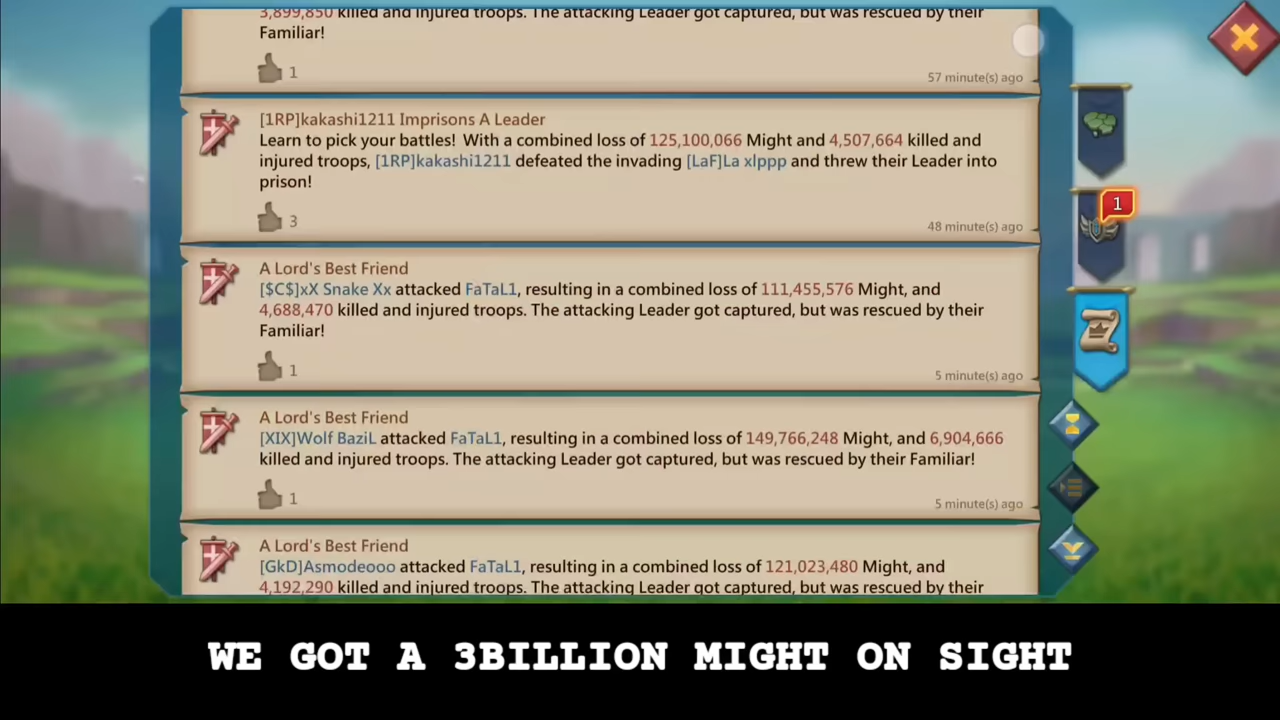 3,899,850 killed and injured troops. The attacking Leader got captured, but was rescued by their
Familiar!
1
57 minute(s) ago
[1RP]kakashi1211 Imprisons A Leader
Learn to pick your battles! With a combined loss of 125,100,066 Might and 4,507,664 killed and
injured troops, [1RP]kakashi1211 defeated the invading [LaF]La xlppp and threw their Leader into
prison!
3
48 minute(s) ago
1
A Lord's Best Friend
[$C$]xX Snake Xx attacked FaTaL1, resulting in a combined loss of 111,455,576 Might, and
4,688,470 killed and injured troops. The attacking Leader got captured, but was rescued by their
Familiar!
1
5 minute(s) ago
A Lord's Best Friend
[XIX]Wolf BaziL attacked FaTaL1, resulting in a combined loss of 149,766,248 Might, and 6,904,666
killed and injured troops. The attacking Leader got captured, but was rescued by their Familiar!
1
5 minute(s) ago
A Lord's Best Friend
[GkD]Asmodeooo attacked FaTaL1, resulting in a combined loss of 121,023,480 Might, and
4,192,290 killed and injured troops. The attacking Leader got captured, but was rescued by their
WE GOT A 3BILLION MIGHT ON SIGHT